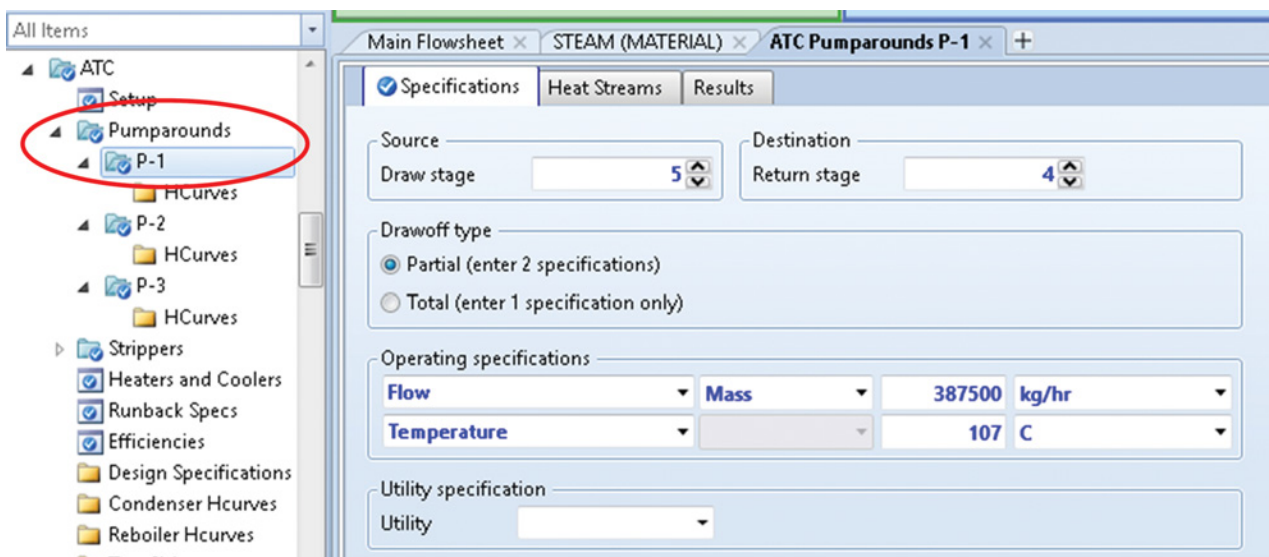 All Items
ATC
Setup
Pumparounds
P-1
HCurves
P-2
HCurves
P-3
HCurves
Strippers
Heaters and Coolers
Runback Specs
Efficiencies
Design Specifications
Condenser Hcurves
Reboiler Hcurves
Main Flowsheet STEAM (MATERIAL) ATC Pumparounds P-1 +
Specifications Heat Streams Results
Source Destination
Draw stage 5 Return stage 4
Drawoff type
Partial (enter 2 specifications)
Total (enter 1 specification only)
Operating specifications
Flow Mass 387500 kg/hr
Temperature 107 C
Utility specification
Utility